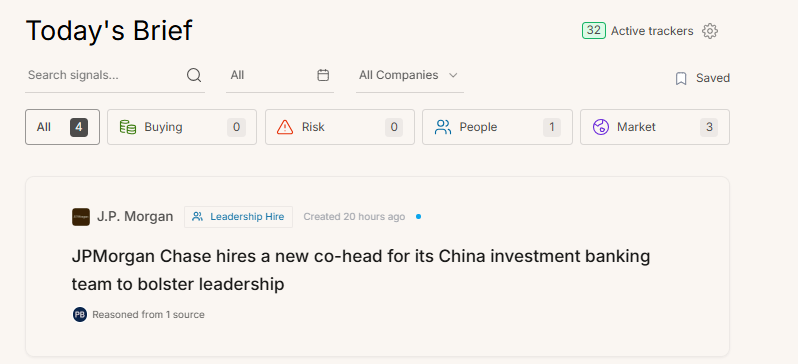 Today's Brief
32 Active trackers
Search signals...
All
All Companies
Saved
All 4
Buying 0
Risk 0
People 1
Market 3
J.P. Morgan
Leadership Hire
Created 20 hours ago
JPMorgan Chase hires a new co-head for its China investment banking
team to bolster leadership
PB Reasoned from 1 source